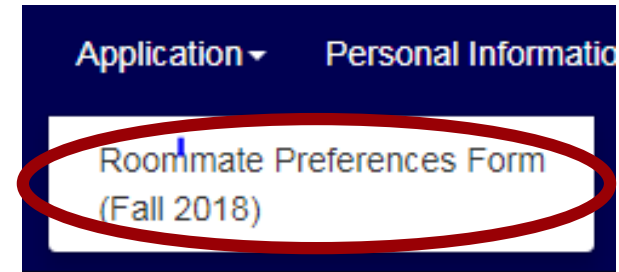 Application Personal Informatio
Roommate Preferences Form
(Fall 2018)